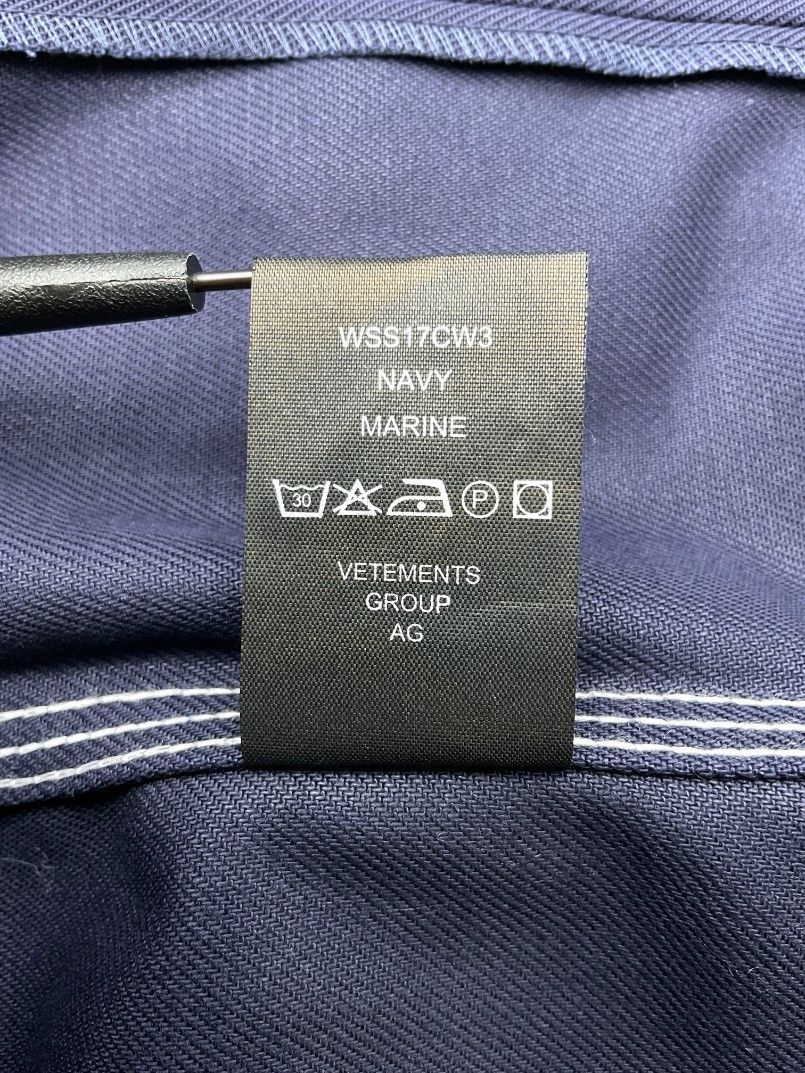 WSS17CW3
NAVY
MARINE
30 P
VETEMENTS
GROUP
AG